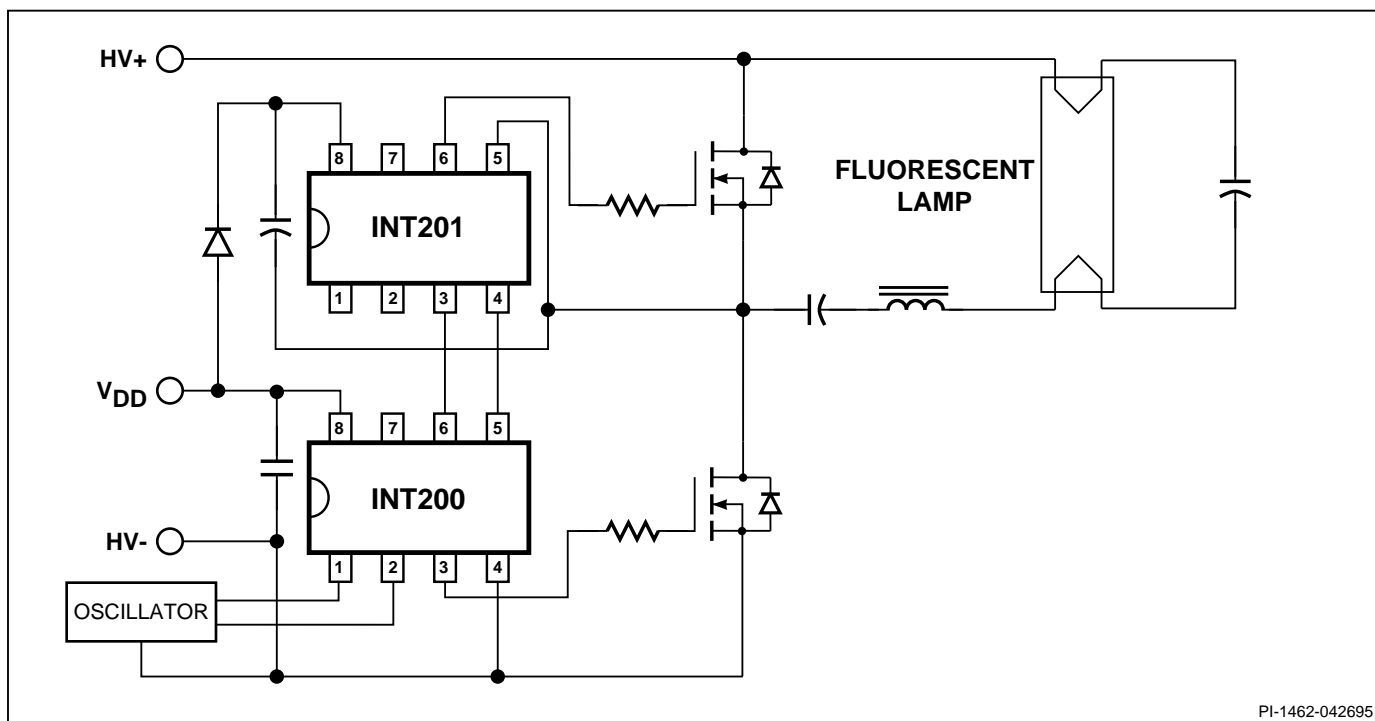 HV+
8 7 6 5
INT201
1 2 3 4
FLUORESCENT
LAMP
VDD
8 7 6 5
INT200
1 2 3 4
HV-
OSCILLATOR
PI-1462-042695